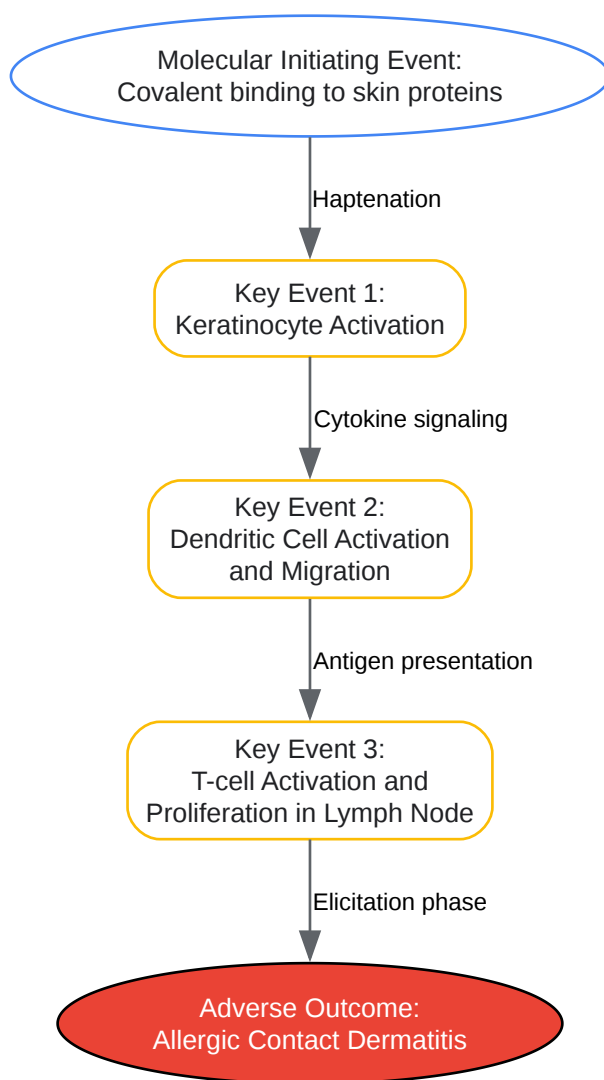 Molecular Initiating Event:
Covalent binding to skin proteins
Haptenation
Key Event 1:
Keratinocyte Activation
Cytokine signaling
Key Event 2:
Dendritic Cell Activation
and Migration
Antigen presentation
Key Event 3:
T-cell Activation and
Proliferation in Lymph Node
Elicitation phase
Adverse Outcome:
Allergic Contact Dermatitis